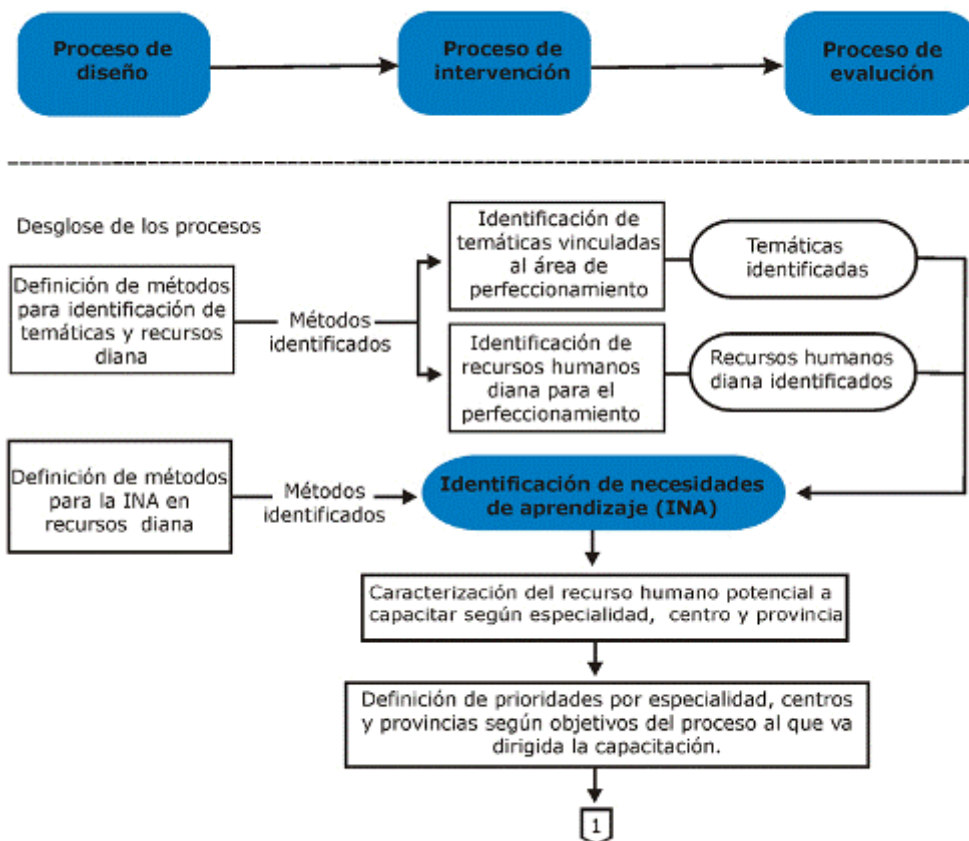 Proceso de
diseño
Proceso de
intervención
Proceso de
evalución
Desglose de los procesos
Definición de métodos
para identificación de
temáticas y recursos
diana
Métodos
identificados
Identificación de
temáticas vinculadas
al área de
perfeccionamiento
Temáticas
identificadas
Identificación de
recursos humanos
diana para el
perfeccionamiento
Recursos humanos
diana identificados
Definición de métodos
para la INA en
recursos diana
Métodos
identificados
Identificación de necesidades
de aprendizaje (INA)
Caracterización del recurso humano potencial a
capacitar según especialidad, centro y provincia
Definición de prioridades por especialidad, centros
y provincias según objetivos del proceso al que va
dirigida la capacitación.
1